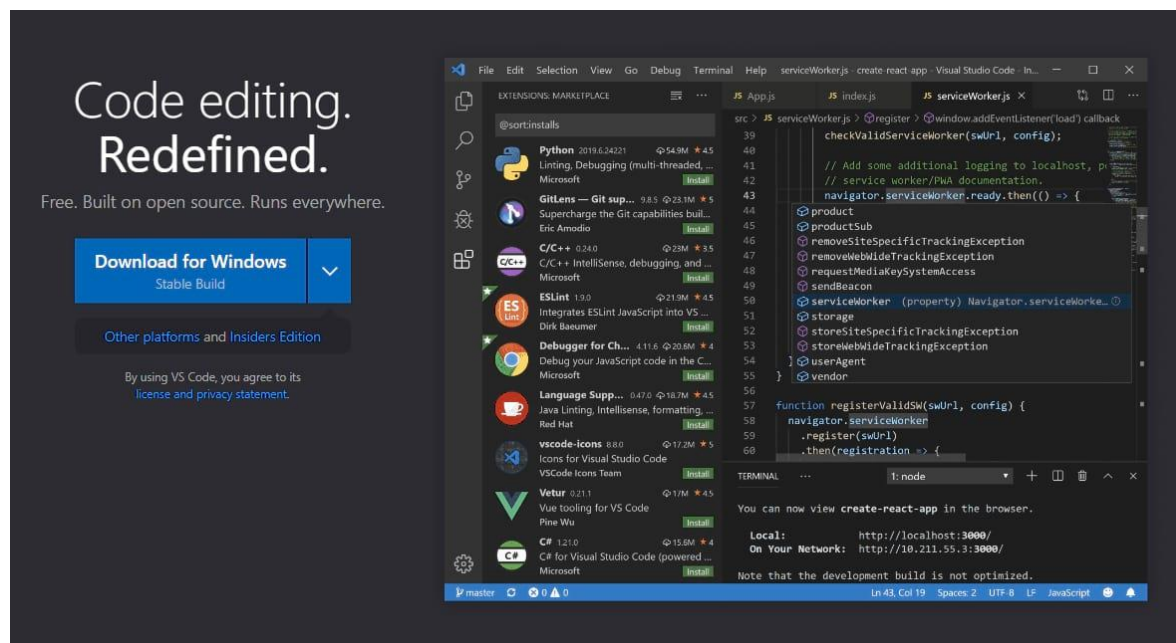 Code editing.
Redefined.
Free. Built on open source. Runs everywhere.
Download for Windows
Stable Build
Other platforms and Insiders Edition
By using VS Code, you agree to its
license and privacy statement.
File Edit Selection View Go Debug Terminal Help serviceWorker.js - create-react-app - Visual Studio Code - In...
EXTENSIONS: MARKETPLACE
@sort:installs
Python 2019.6.24221 54.9M ★ 4.5
Linting, Debugging (multi-threaded, ...
Microsoft Install
GitLens — Git sup... 9.8.5 23.1M ★ 5
Supercharge the Git capabilities buil...
Eric Amodio Install
C/C++ 0.24.0 23M ★ 3.5
C/C++ C/C++ IntelliSense, debugging, and ...
Microsoft Install
ESLint 1.9.0 21.9M ★ 4.5
ES Lint Integrates ESLint JavaScript into VS ...
Dirk Baeumer Install
Debugger for Ch... 4.11.6 20.6M ★ 4
Debug your JavaScript code in the C...
Microsoft Install
Language Supp... 0.47.0 18.7M ★ 4.5
Java Linting, Intellisense, formatting, ...
Red Hat Install
vscode-icons 8.8.0 17.2M ★ 5
Icons for Visual Studio Code
VSCode Icons Team Install
Vetur 0.21.1 17M ★ 4.5
Vue tooling for VS Code
Pine Wu Install
C# 1.21.0 15.6M ★ 4
C# C# for Visual Studio Code (powered ...
Microsoft Install
JS App.js JS index.js JS serviceWorker.js ×
src > JS serviceWorker.js > register > window.addEventListener('load') callback
39 checkValidServiceWorker(swUrl, config);
40
41 // Add some additional logging to localhost, p
42 // service worker/PWA documentation.
43 navigator.serviceWorker.ready.then(() => {
44 product
45 productSub
46 removeSiteSpecificTrackingException
47 removeWebWideTrackingException
48 requestMediaKeySystemAccess
49 sendBeacon
50 serviceWorker (property) Navigator.serviceWorke...
51 storage
52 storeSiteSpecificTrackingException
53 storeWebWideTrackingException
54 } userAgent
55 } vendor
56
57 function registerValidSW(swUrl, config) {
58 navigator.serviceWorker
59 .register(swUrl)
60 .then(registration => {
TERMINAL ... 1: node
You can now view create-react-app in the browser.
Local: http://localhost:3000/
On Your Network: http://10.211.55.3:3000/
Note that the development build is not optimized.
master 0 0 Ln 43, Col 19 Spaces: 2 UTF-8 LF JavaScript